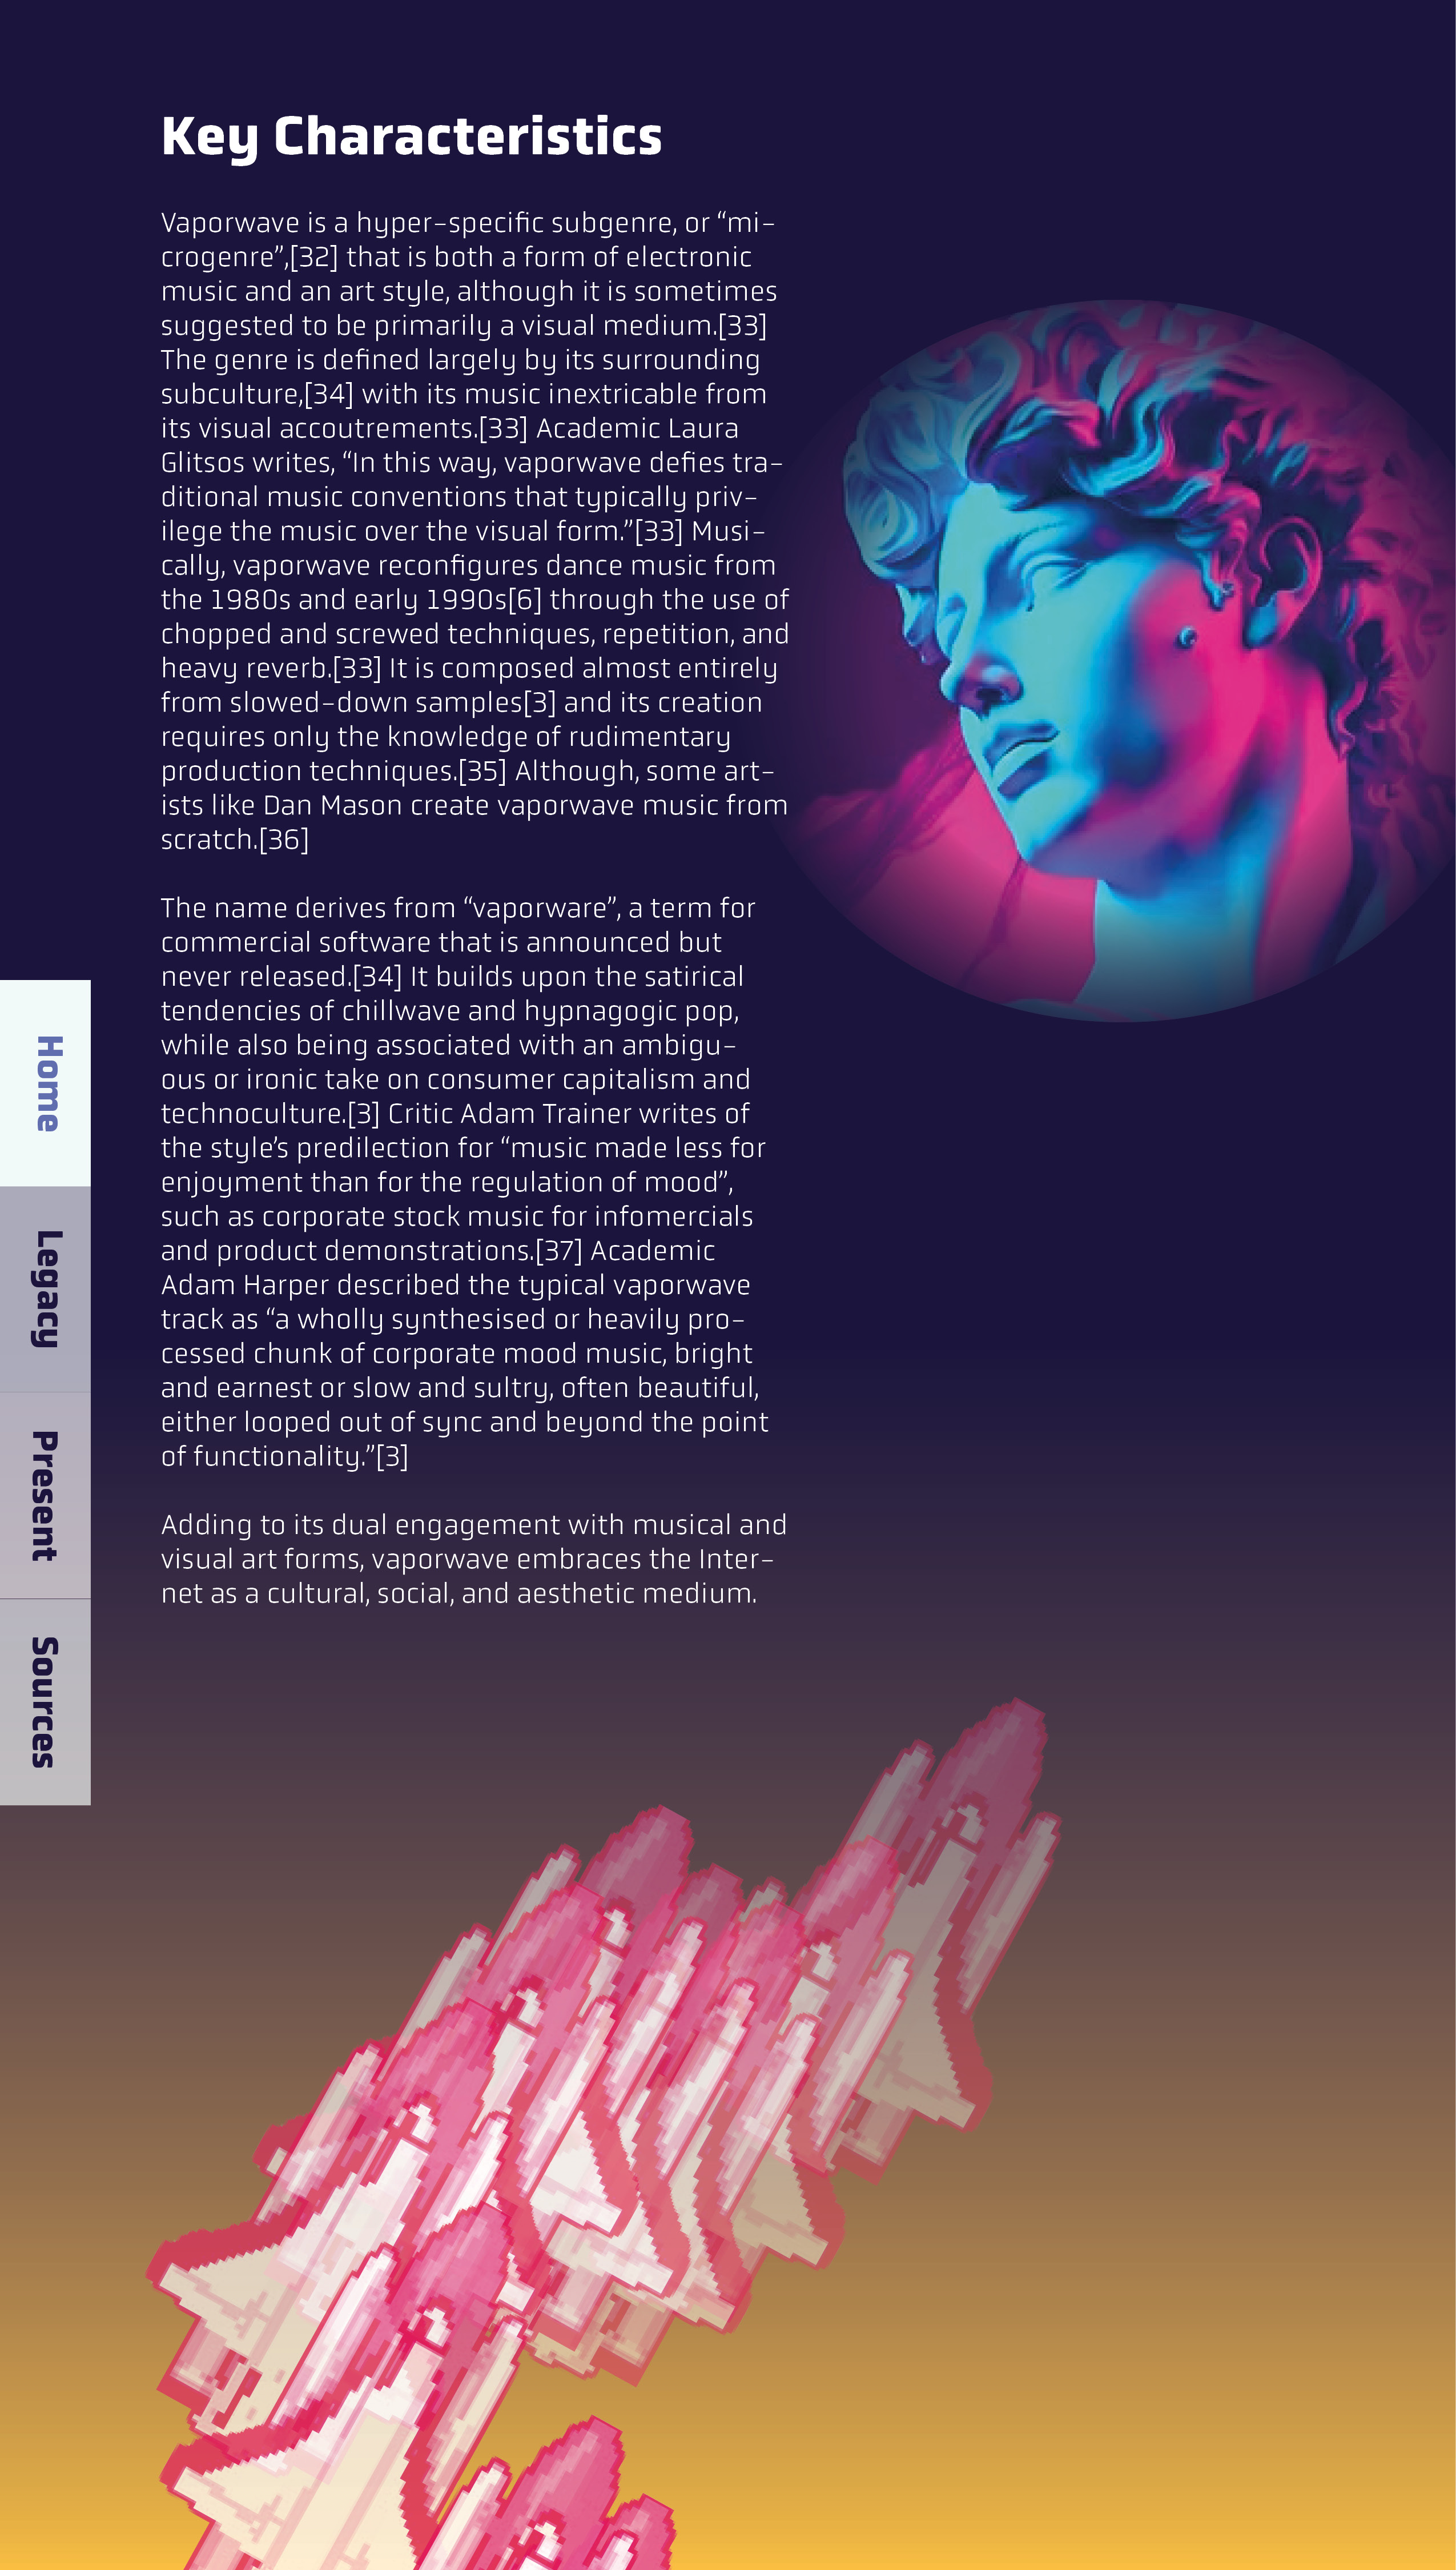 Key Characteristics
Vaporwave is a hyper-specific subgenre, or “mi-
crogenre”,[32] that is both a form of electronic
music and an art style, although it is sometimes
suggested to be primarily a visual medium.[33]
The genre is defined largely by its surrounding
subculture,[34] with its music inextricable from
its visual accoutrements.[33] Academic Laura
Glitsos writes, “In this way, vaporwave defies tra-
ditional music conventions that typically priv-
ilege the music over the visual form.”[33] Musi-
cally, vaporwave reconfigures dance music from
the 1980s and early 1990s[6] through the use of
chopped and screwed techniques, repetition, and
heavy reverb.[33] It is composed almost entirely
from slowed-down samples[3] and its creation
requires only the knowledge of rudimentary
production techniques.[35] Although, some art-
ists like Dan Mason create vaporwave music from
scratch.[36]
The name derives from “vaporware”, a term for
commercial software that is announced but
never released.[34] It builds upon the satirical
tendencies of chillwave and hypnagogic pop,
while also being associated with an ambigu-
ous or ironic take on consumer capitalism and
technoculture.[3] Critic Adam Trainer writes of
the style’s predilection for “music made less for
enjoyment than for the regulation of mood”,
such as corporate stock music for infomercials
and product demonstrations.[37] Academic
Adam Harper described the typical vaporwave
track as “a wholly synthesised or heavily pro-
cessed chunk of corporate mood music, bright
and earnest or slow and sultry, often beautiful,
either looped out of sync and beyond the point
of functionality.”[3]
Adding to its dual engagement with musical and
visual art forms, vaporwave embraces the Inter-
net as a cultural, social, and aesthetic medium.
Home
Legacy
Present
Sources